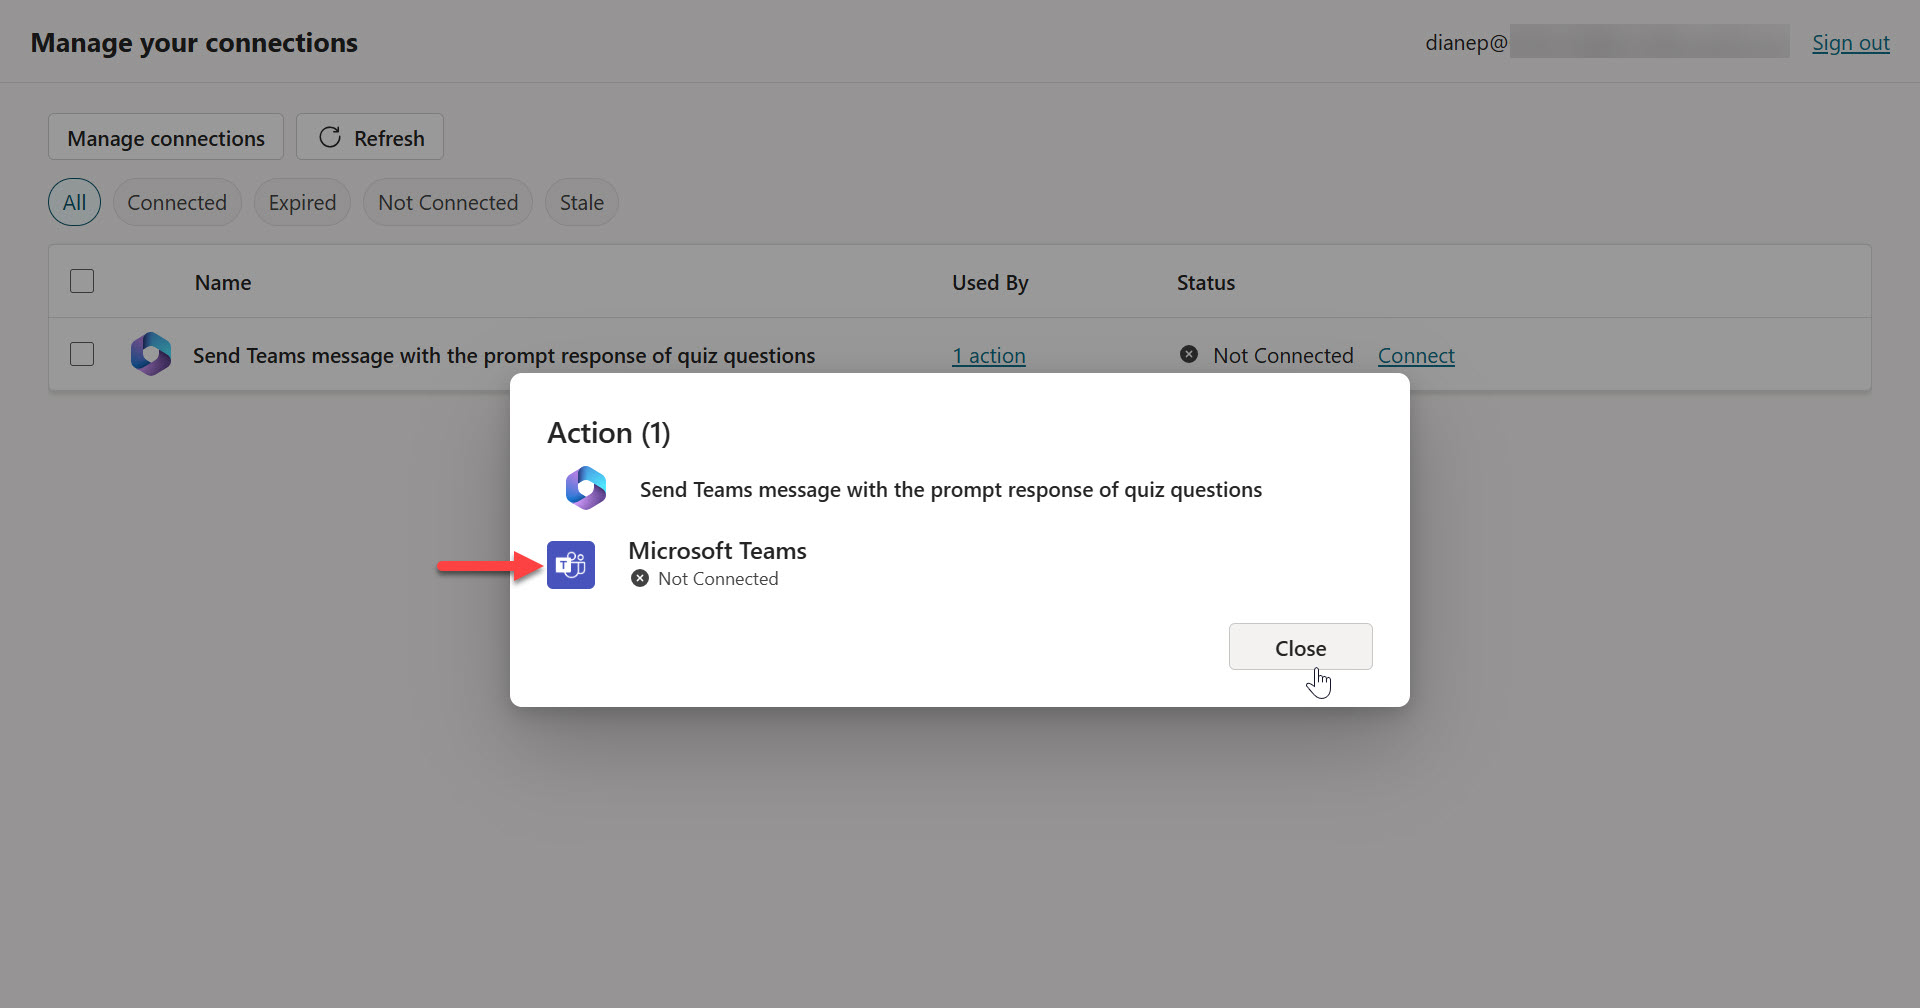 Manage your connections
dianep@
Sign out
Manage connections
Refresh
All
Connected
Expired
Not Connected
Stale
Name
Used By
Status
Send Teams message with the prompt response of quiz questions
1 action
Not Connected
Connect
Action (1)
Send Teams message with the prompt response of quiz questions
T
Microsoft Teams
Not Connected
Close